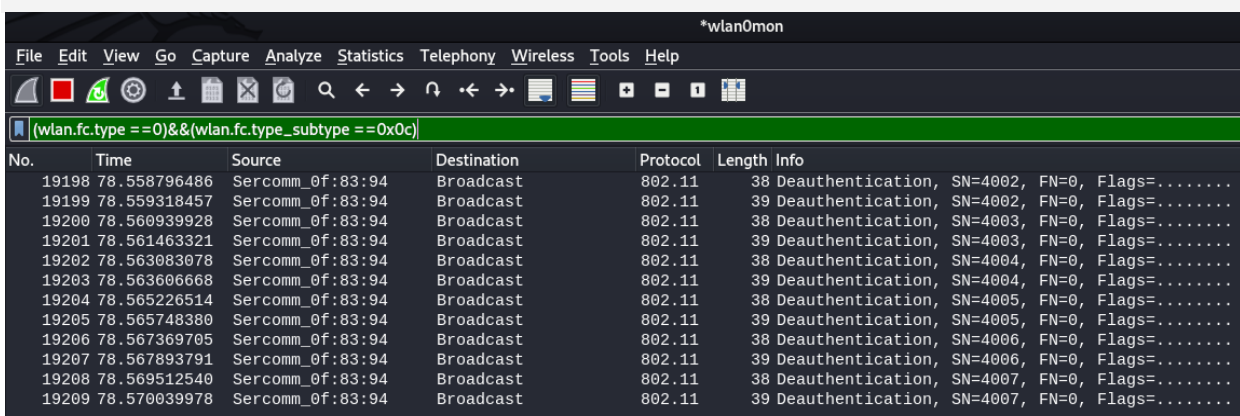 *wlan0mon
File Edit View Go Capture Analyze Statistics Telephony Wireless Tools Help
(wlan.fc.type ==0)&&(wlan.fc.type_subtype ==0x0c)
No. Time Source Destination Protocol Length Info
19198 78.558796486 Sercomm_0f:83:94 Broadcast 802.11 38 Deauthentication, SN=4002, FN=0, Flags=........
19199 78.559318457 Sercomm_0f:83:94 Broadcast 802.11 39 Deauthentication, SN=4002, FN=0, Flags=........
19200 78.560939928 Sercomm_0f:83:94 Broadcast 802.11 38 Deauthentication, SN=4003, FN=0, Flags=........
19201 78.561463321 Sercomm_0f:83:94 Broadcast 802.11 39 Deauthentication, SN=4003, FN=0, Flags=........
19202 78.563083078 Sercomm_0f:83:94 Broadcast 802.11 38 Deauthentication, SN=4004, FN=0, Flags=........
19203 78.563606668 Sercomm_0f:83:94 Broadcast 802.11 39 Deauthentication, SN=4004, FN=0, Flags=........
19204 78.565226514 Sercomm_0f:83:94 Broadcast 802.11 38 Deauthentication, SN=4005, FN=0, Flags=........
19205 78.565748380 Sercomm_0f:83:94 Broadcast 802.11 39 Deauthentication, SN=4005, FN=0, Flags=........
19206 78.567369705 Sercomm_0f:83:94 Broadcast 802.11 38 Deauthentication, SN=4006, FN=0, Flags=........
19207 78.567893791 Sercomm_0f:83:94 Broadcast 802.11 39 Deauthentication, SN=4006, FN=0, Flags=........
19208 78.569512540 Sercomm_0f:83:94 Broadcast 802.11 38 Deauthentication, SN=4007, FN=0, Flags=........
19209 78.570039978 Sercomm_0f:83:94 Broadcast 802.11 39 Deauthentication, SN=4007, FN=0, Flags=........